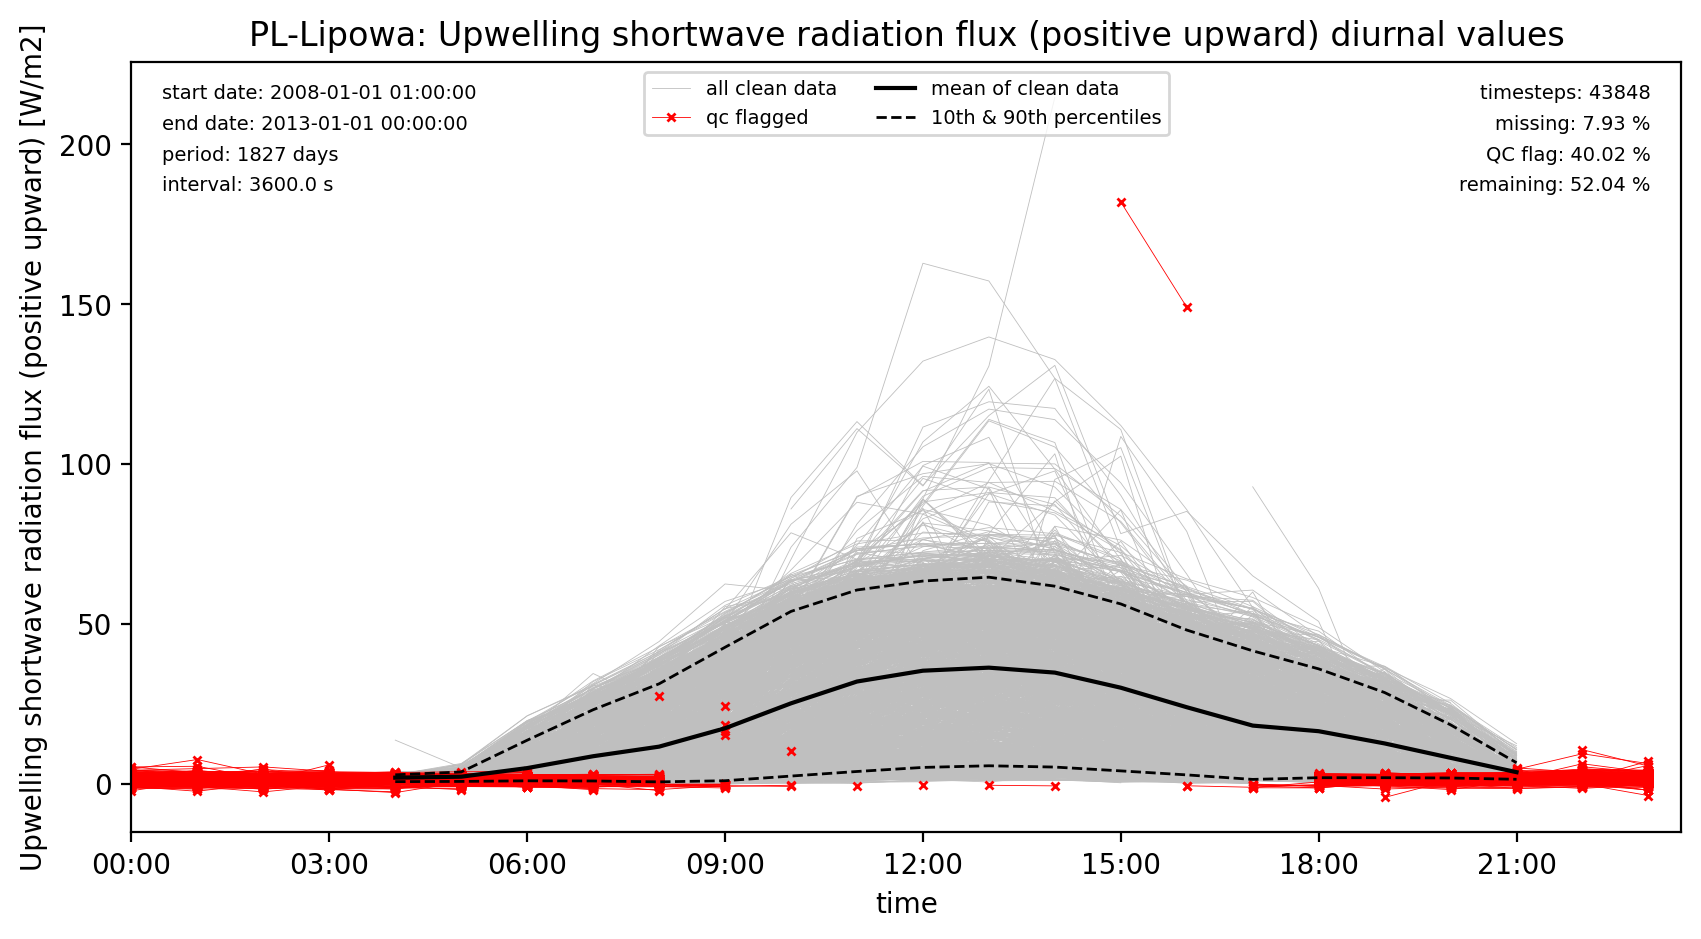 PL-Lipowa: Upwelling shortwave radiation flux (positive upward) diurnal values
Upwelling shortwave radiation flux (positive upward) [W/m2]
start date: 2008-01-01 01:00:00
end date: 2013-01-01 00:00:00
period: 1827 days
interval: 3600.0 s
all clean data
qc flagged
mean of clean data
10th & 90th percentiles
timesteps: 43848
missing: 7.93 %
QC flag: 40.02 %
remaining: 52.04 %
200
150
100
50
0
00:00 03:00 06:00 09:00 12:00 15:00 18:00 21:00
time